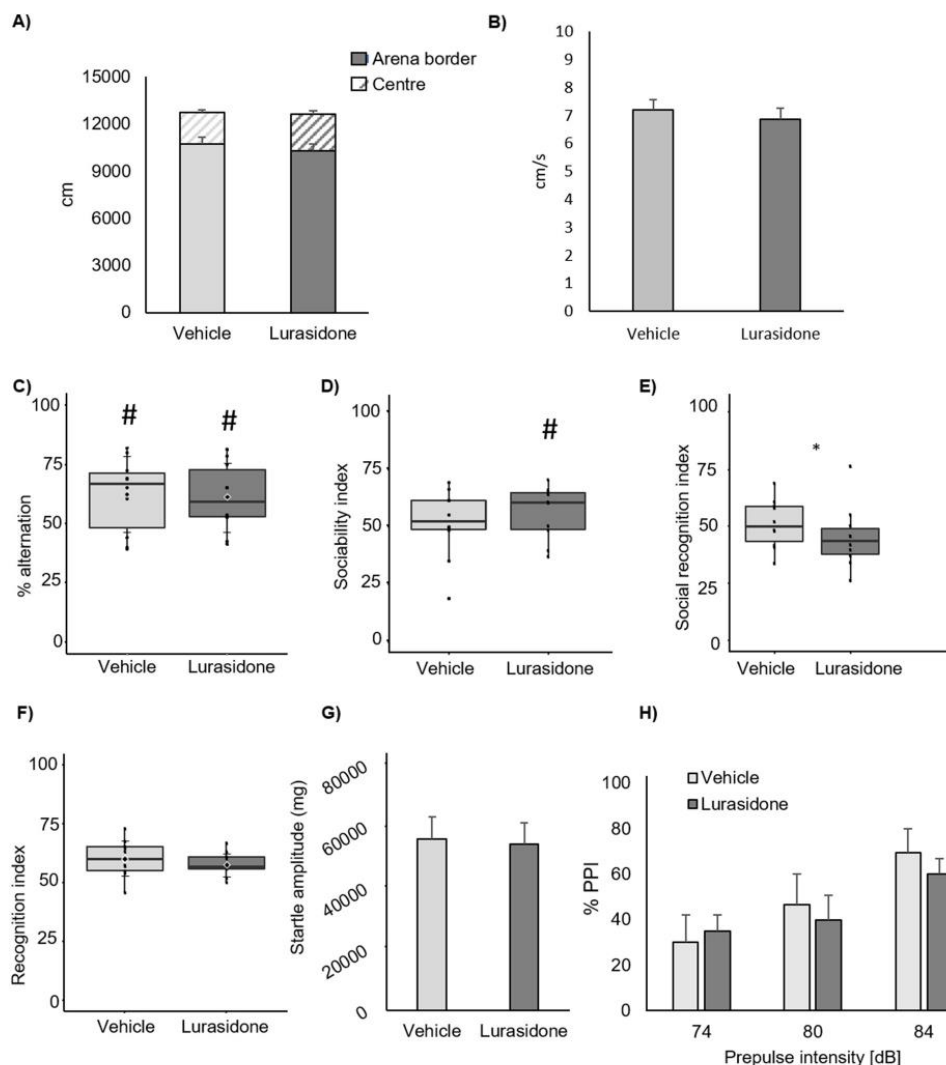 A)
Arena border
Centre
15000
12000
9000
6000
3000
0
cm
Vehicle Lurasidone
B)
10
9
8
7
6
5
4
3
2
1
0
cm/s
Vehicle Lurasidone
C)
100
75
50
25
0
% alternation
# #
Vehicle Lurasidone
D)
100
75
50
25
0
Sociability index
#
Vehicle Lurasidone
E)
100
75
50
25
0
Social recognition index
*
Vehicle Lurasidone
F)
100
75
50
25
0
Recognition index
Vehicle Lurasidone
G)
80000
60000
40000
20000
0
Startle amplitude (mg)
Vehicle Lurasidone
H)
Vehicle
Lurasidone
100
80
60
40
20
0
% PPI
74 80 84
Prepulse intensity [dB]